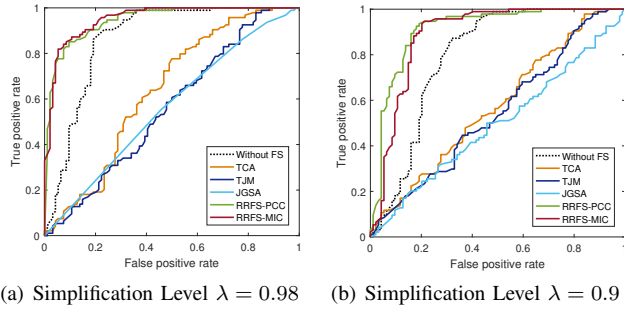 1
0.8
0.6
0.4
0.2
0
True positive rate
0 0.2 0.4 0.6 0.8 1
False positive rate
Without FS
TCA
TJM
JGSA
RRFS-PCC
RRFS-MIC
(a) Simplification Level λ = 0.98
1
0.8
0.6
0.4
0.2
0
True positive rate
0 0.2 0.4 0.6 0.8 1
False positive rate
Without FS
TCA
TJM
JGSA
RRFS-PCC
RRFS-MIC
(b) Simplification Level λ = 0.9